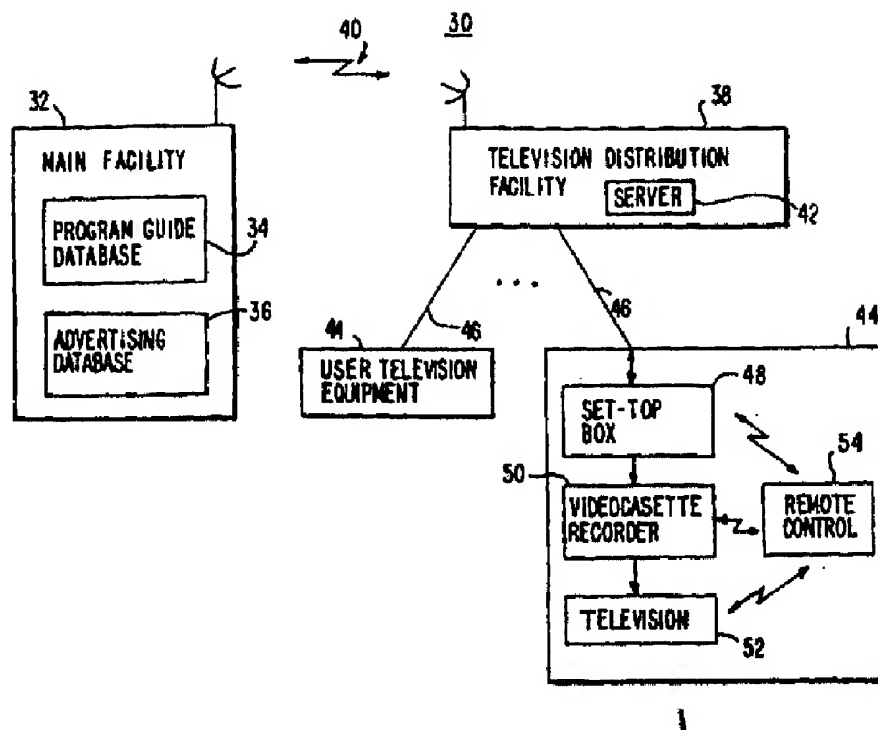 30
40
32
38
MAIN FACILITY
PROGRAM GUIDE
DATABASE
34
ADVERTISING
DATABASE
36
TELEVISION DISTRIBUTION
FACILITY
SERVER
42
46
46
44
USER TELEVISION
EQUIPMENT
44
SET-TOP
BOX
48
50
VIDEOCASETTE
RECORDER
54
REMOTE
CONTROL
TELEVISION
52